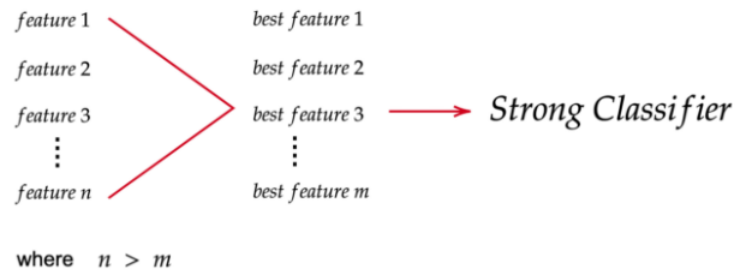 feature 1
feature 2
feature 3
feature n
best feature 1
best feature 2
best feature 3
best feature m
Strong Classifier
where n > m